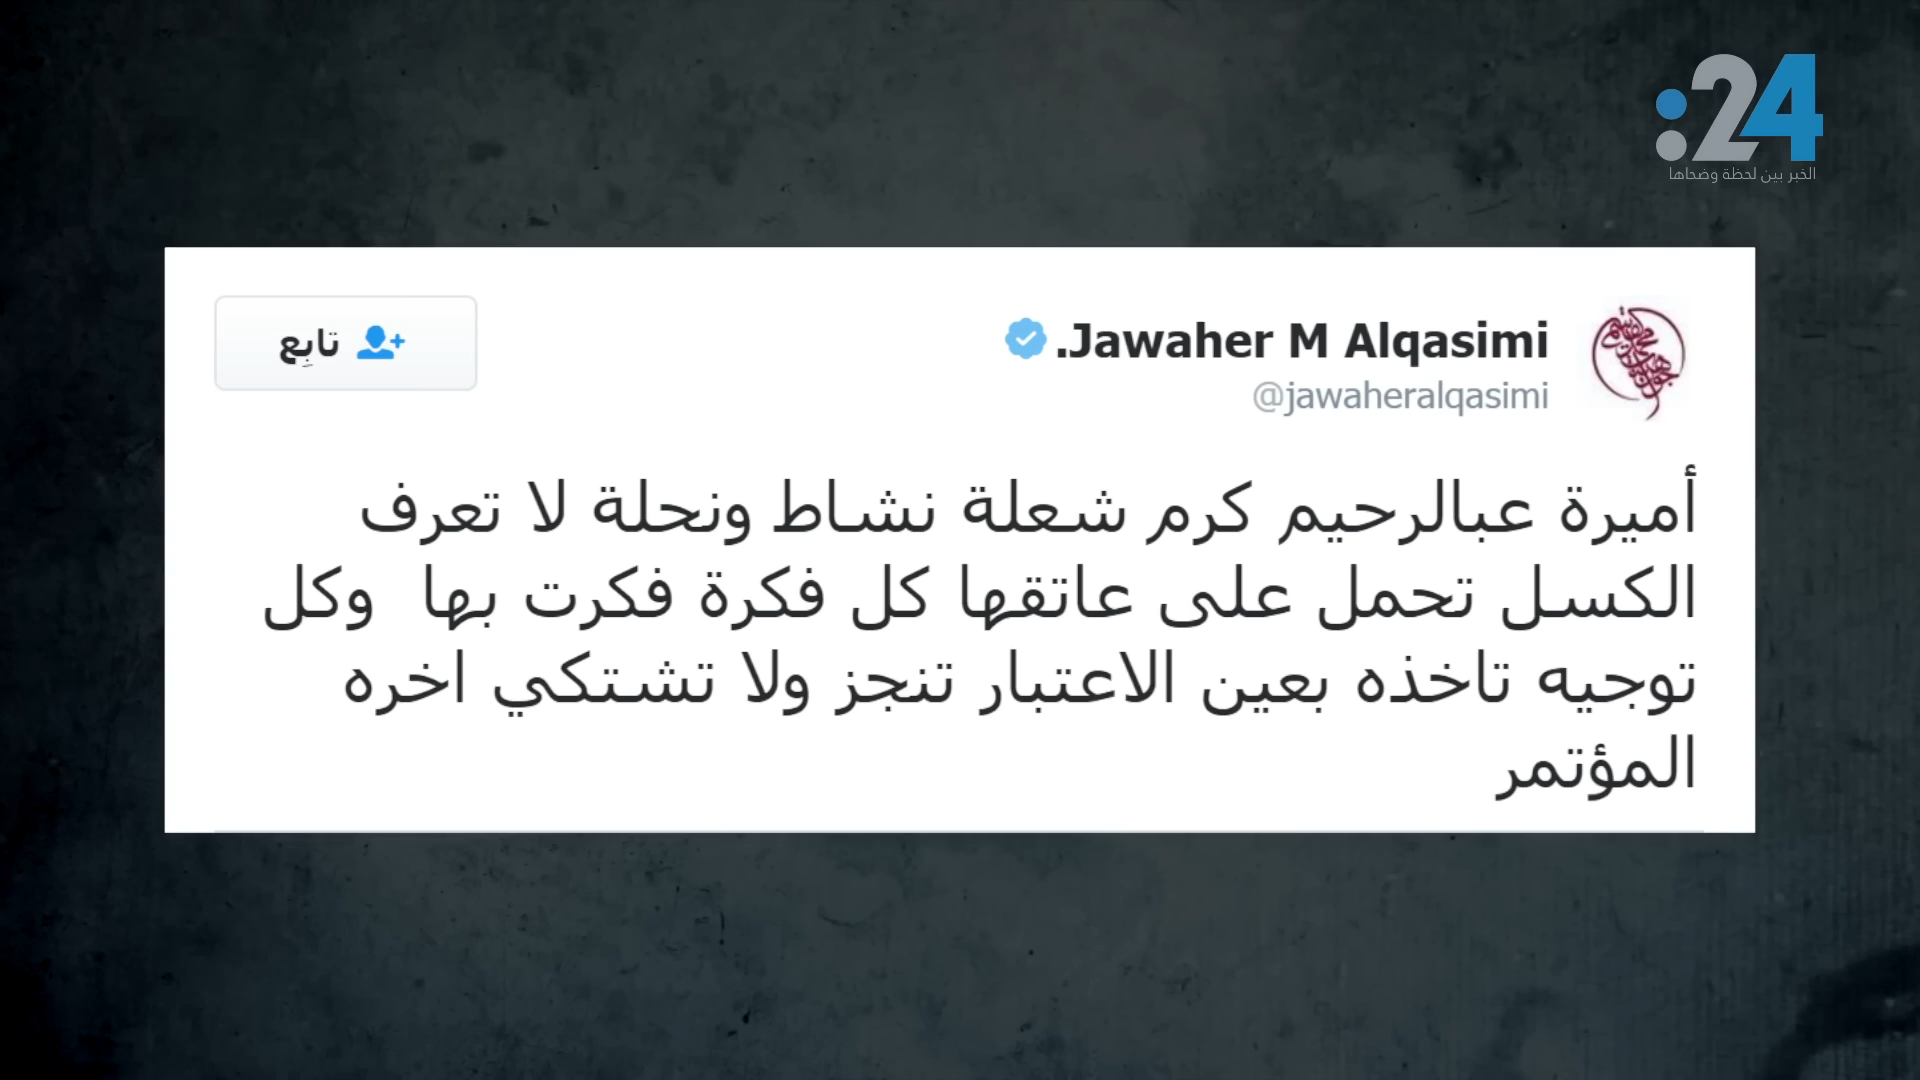 :24
الخبر بين لحظة وضحاها
Jawaher M Alqasimi.
@jawaheralqasimi
تابِع
أميرة عبالرحيم كرم شعلة نشاط ونحلة لا تعرف
الكسل تحمل على عاتقها كل فكرة فكرت بها وكل
توجيه تاخذه بعين الاعتبار تنجز ولا تشتكي اخره
المؤتمر